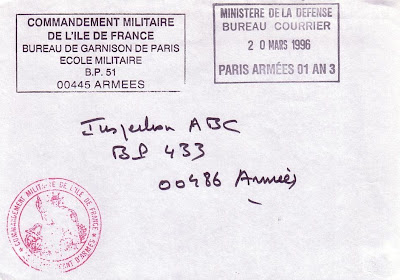 COMMANDEMENT MILITAIRE
DE L'ILE DE FRANCE
BUREAU DE GARNISON DE PARIS
ECOLE MILITAIRE
B.P. 51
00445 ARMEES
MINISTERE DE LA DEFENSE
BUREAU COURRIER
2 0 MARS 1996
PARIS ARMÉES 01 AN 3
Inspection ABC
BP 433
00486 Armées
COMMANDEMENT MILITAIRE DE L'ILE DE FRANCE